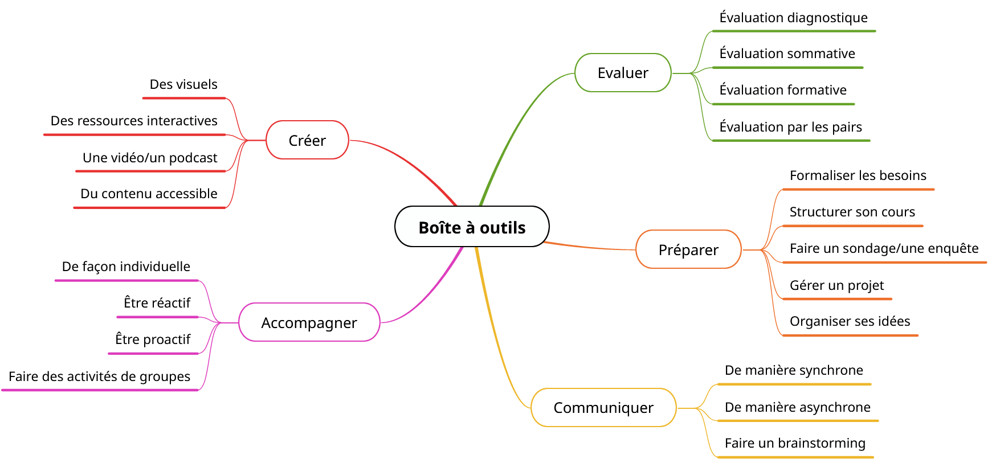 Boîte à outils
Evaluer
Évaluation diagnostique
Évaluation sommative
Évaluation formative
Évaluation par les pairs
Préparer
Formaliser les besoins
Structurer son cours
Faire un sondage/une enquête
Gérer un projet
Organiser ses idées
Communiquer
De manière synchrone
De manière asynchrone
Faire un brainstorming
Accompagner
De façon individuelle
Être réactif
Être proactif
Faire des activités de groupes
Créer
Des visuels
Des ressources interactives
Une vidéo/un podcast
Du contenu accessible